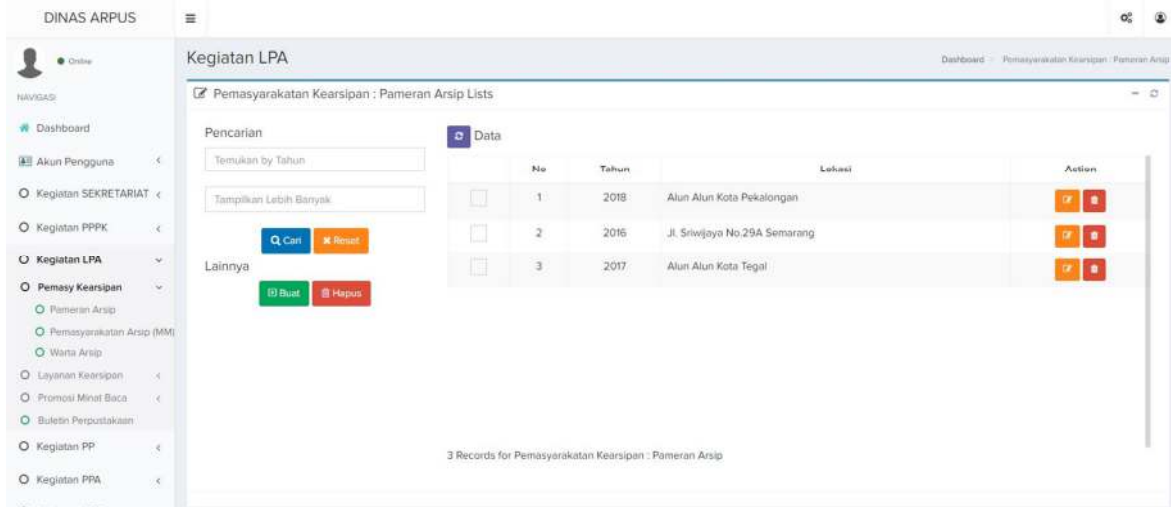 DINAS ARPUS
Online
NAVIGASI
Dashboard
Akun Pengguna
Kegiatan SEKRETARIAT
Kegiatan PPPK
Kegiatan LPA
Pemasy Kearsipan
Pameran Arsip
Pemasyarakatan Arsip (MM)
Warta Arsip
Layanan Kearsipan
Promosi Minat Baca
Buletin Perpustakaan
Kegiatan PP
Kegiatan PPA
Kegiatan LPA
Dashboard Pemasyarakatan Kearsipan : Pameran Arsip
Pemasyarakatan Kearsipan : Pameran Arsip Lists
Pencarian
Temukan by Tahun
Tampilkan Lebih Banyak
Cari Reset
Lainnya
Buat Hapus
Data
No Tahun Lokasi Action
1 2018 Alun Alun Kota Pekalongan
2 2016 Jl. Sriwijaya No.29A Semarang
3 2017 Alun Alun Kota Tegal
3 Records for Pemasyarakatan Kearsipan : Pameran Arsip